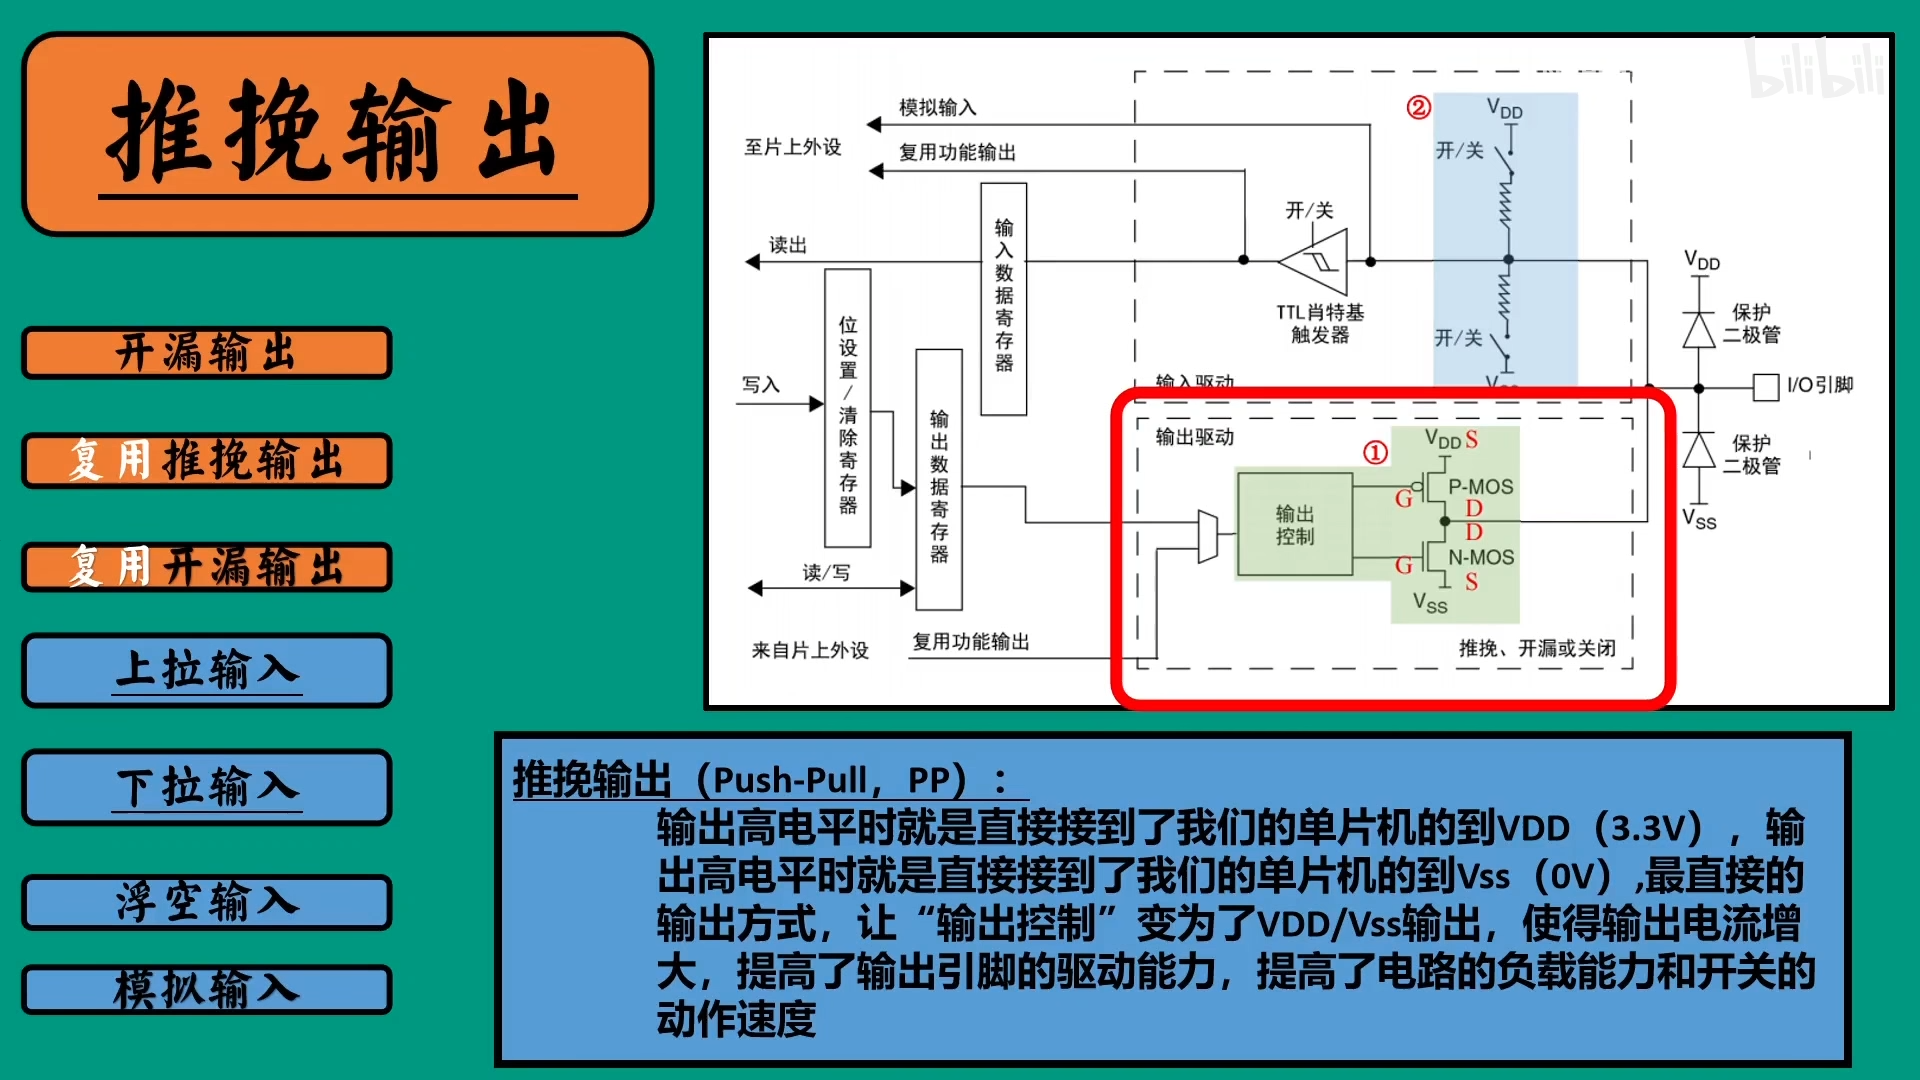 推挽输出
开漏输出
复用推挽输出
复用开漏输出
上拉输入
下拉输入
浮空输入
模拟输入
bilibili
模拟输入
至片上外设
复用功能输出
读出
写入
位设置/清除寄存器
输出数据寄存器
输入数据寄存器
读/写
来自片上外设
复用功能输出
开/关
TTL肖特基
触发器
②
VDD
开/关
开/关
输入驱动
VDD
保护
二极管
I/O引脚
保护
二极管
VSS
输出驱动
①
VDD S
G
P-MOS
D
输出
控制
D
G
N-MOS
S
VSS
推挽、开漏或关闭
推挽输出（Push-Pull，PP）：
输出高电平时就是直接接到了我们的单片机的到VDD（3.3V），输
出高电平时就是直接接到了我们的单片机的到Vss（0V）,最直接的
输出方式，让“输出控制”变为了VDD/Vss输出，使得输出电流增
大，提高了输出引脚的驱动能力，提高了电路的负载能力和开关的
动作速度